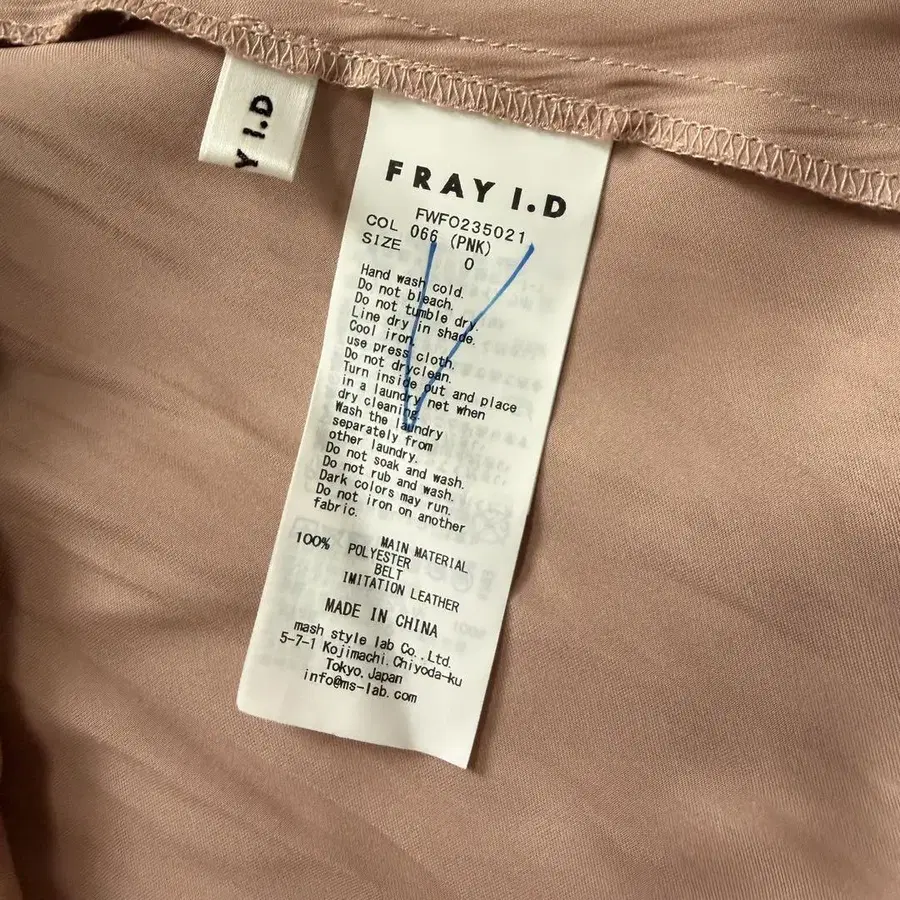 Y I.D
FRAY I.D
FWFO235021
COL 066 (PNK)
SIZE 0
Hand wash cold.
Do not bleach.
Do not tumble dry.
Line dry in shade.
Cool iron,
use press cloth.
Do not dryclean.
Turn inside out and place
in a laundry net when
dry cleaning.
Wash the laundry
separately from
other laundry.
Do not soak and wash.
Do not rub and wash.
Dark colors may run.
Do not iron on another
fabric.
MAIN MATERIAL
100% POLYESTER
BELT
IMITATION LEATHER
MADE IN CHINA
mash style lab Co.,Ltd.
5-7-1 Kojimachi,Chiyoda-ku
Tokyo,Japan
info@ms-lab.com